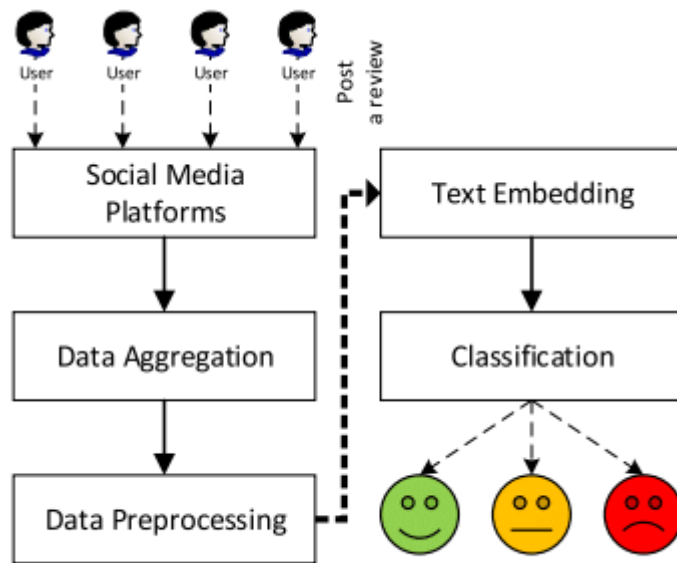 User
User
User
User
Post
a review
Social Media
Platforms
Data Aggregation
Data Preprocessing
Text Embedding
Classification